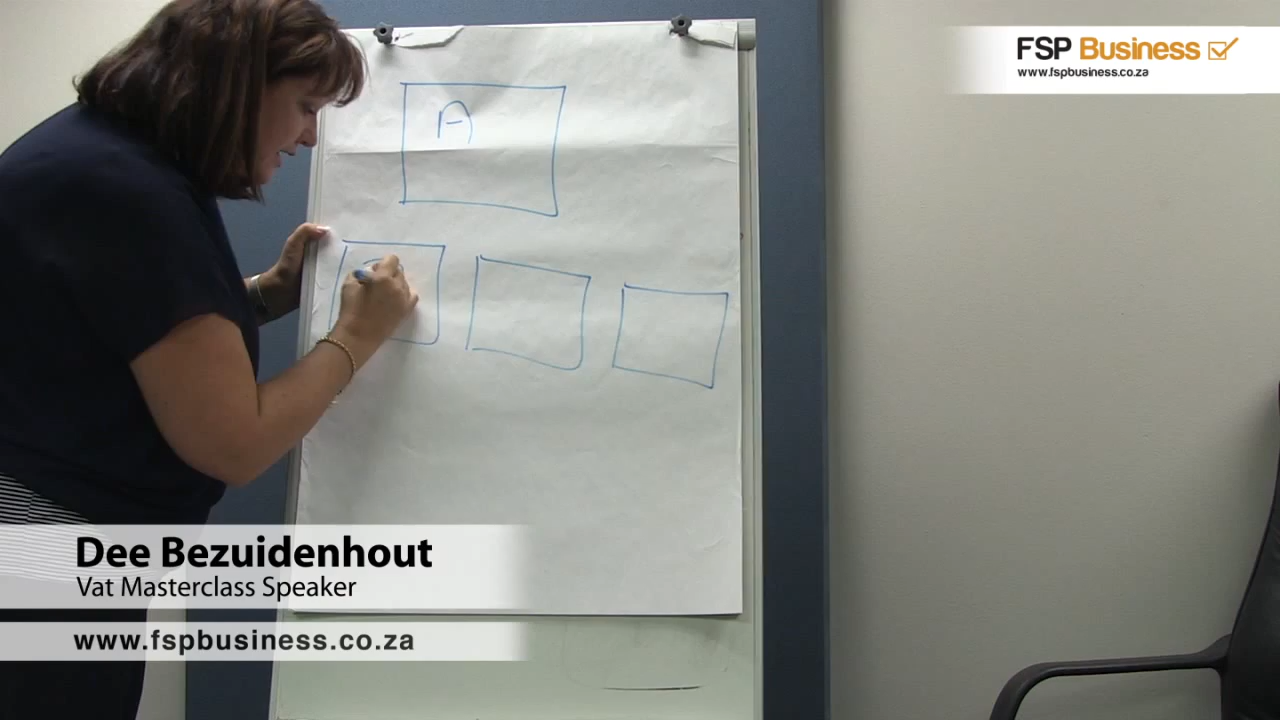 FSP Business
www.fspbusiness.co.za
A
Dee Bezuidenhout
Vat Masterclass Speaker
www.fspbusiness.co.za